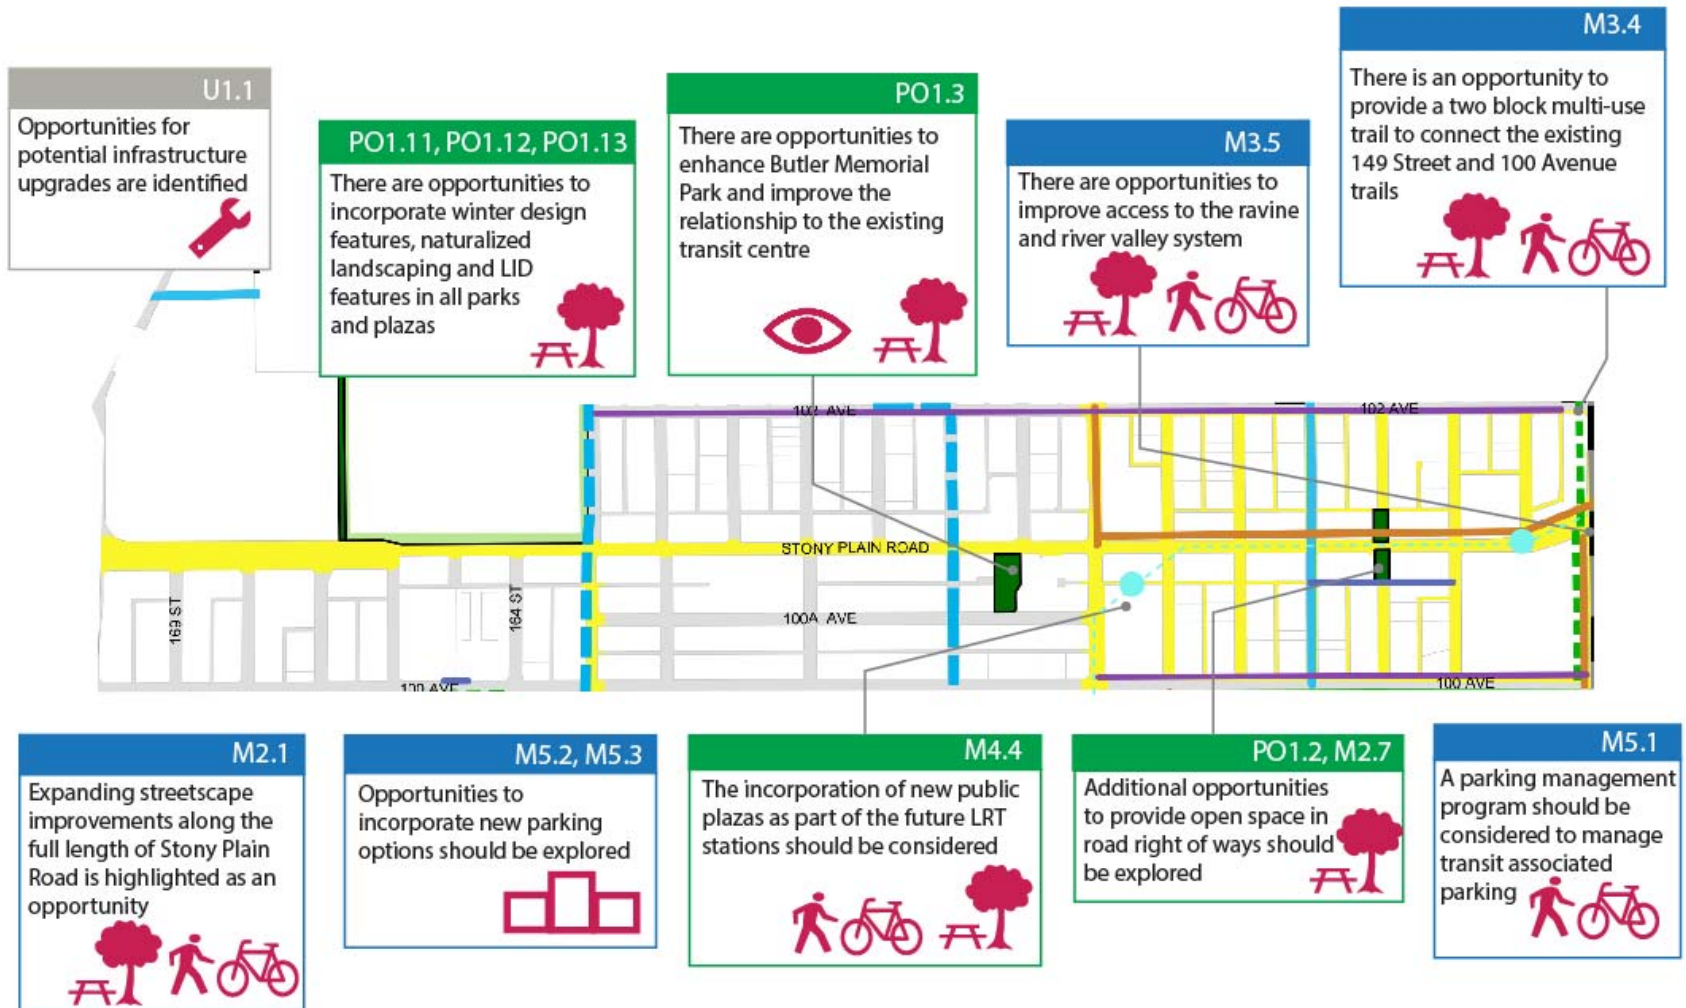 U1.1
Opportunities for
potential infrastructure
upgrades are identified
PO1.11, PO1.12, PO1.13
There are opportunities to
incorporate winter design
features, naturalized
landscaping and LID
features in all parks
and plazas
PO1.3
There are opportunities to
enhance Butler Memorial
Park and improve the
relationship to the existing
transit centre
M3.5
There are opportunities to
improve access to the ravine
and river valley system
M3.4
There is an opportunity to
provide a two block multi-use
trail to connect the existing
149 Street and 100 Avenue
trails
102 AVE
102 AVE
STONY PLAIN ROAD
169 ST
164 ST
100A AVE
100 AVE
100 AVE
M2.1
Expanding streetscape
improvements along the
full length of Stony Plain
Road is highlighted as an
opportunity
M5.2, M5.3
Opportunities to
incorporate new parking
options should be explored
M4.4
The incorporation of new public
plazas as part of the future LRT
stations should be considered
PO1.2, M2.7
Additional opportunities
to provide open space in
road right of ways should
be explored
M5.1
A parking management
program should be
considered to manage
transit associated
parking